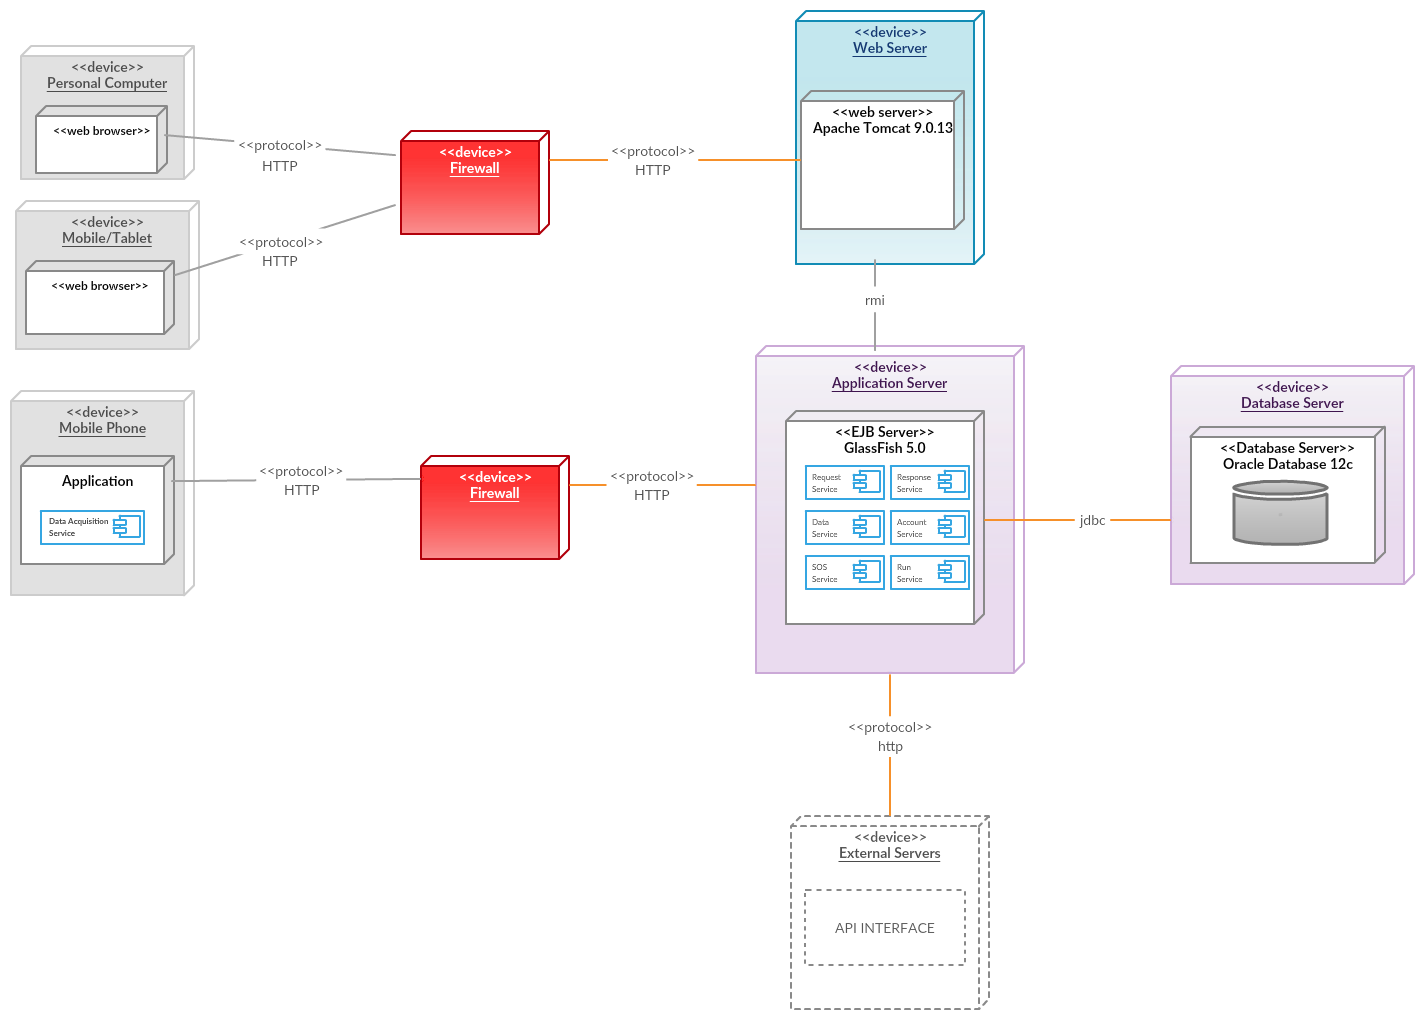 <<device>>
Web Server
<<web server>>
Apache Tomcat 9.0.13
<<device>>
Personal Computer
<<web browser>>
<<protocol>>
HTTP
<<device>>
Firewall
<<protocol>>
HTTP
<<device>>
Mobile/Tablet
<<web browser>>
<<protocol>>
HTTP
rmi
<<device>>
Mobile Phone
Application
Data Acquisition
Service
<<protocol>>
HTTP
<<device>>
Firewall
<<protocol>>
HTTP
<<device>>
Application Server
<<EJB Server>>
GlassFish 5.0
Request
Service
Response
Service
Data
Service
Account
Service
SOS
Service
Run
Service
jdbc
<<device>>
Database Server
<<Database Server>>
Oracle Database 12c
<<protocol>>
http
<<device>>
External Servers
API INTERFACE